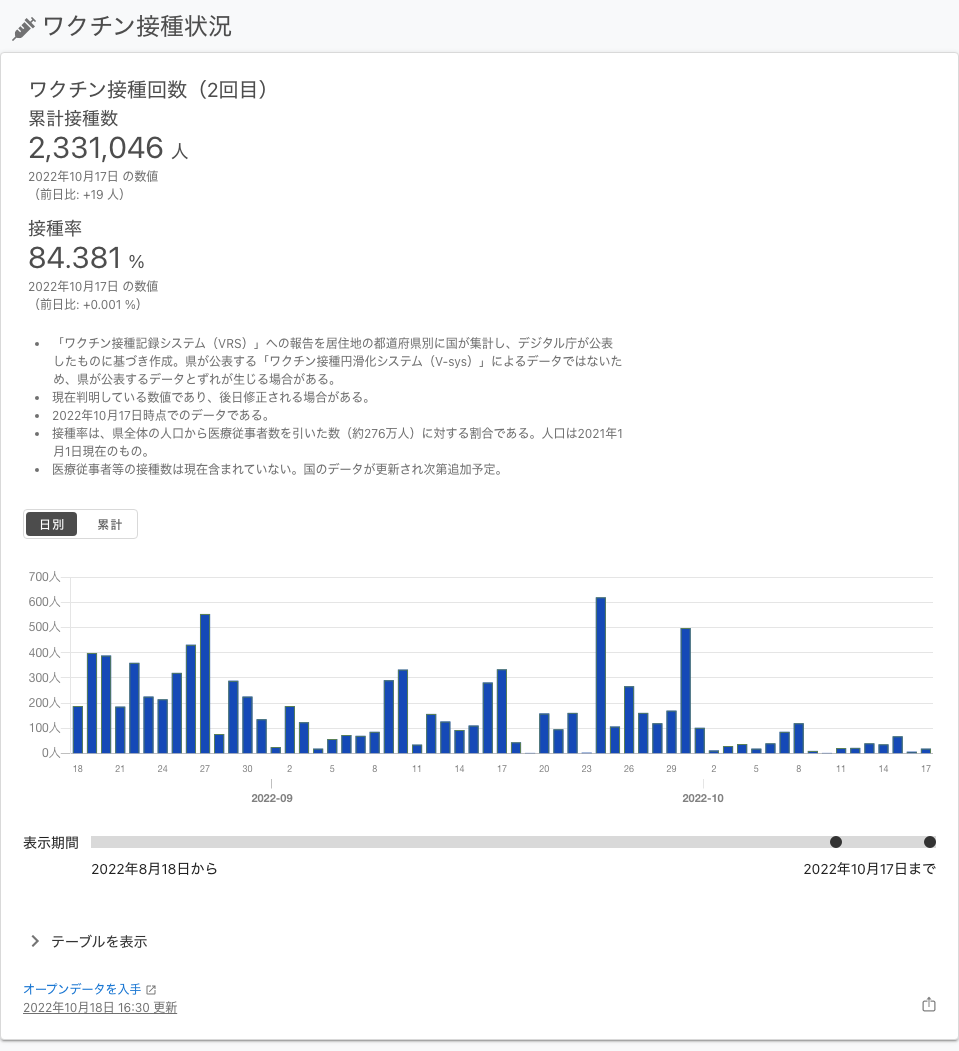 ワクチン接種状況
ワクチン接種回数（2回目）
累計接種数
2,331,046 人
2022年10月17日 の数値
（前日比: +19 人）
接種率
84.381 %
2022年10月17日 の数値
（前日比: +0.001 %）
• 「ワクチン接種記録システム（VRS）」への報告を居住地の都道府県別に国が集計し、デジタル庁が公表
したものに基づき作成。県が公表する「ワクチン接種円滑化システム（V-sys）」によるデータではないた
め、県が公表するデータとずれが生じる場合がある。
• 現在判明している数値であり、後日修正される場合がある。
• 2022年10月17日時点でのデータである。
• 接種率は、県全体の人口から医療従事者数を引いた数（約276万人）に対する割合である。人口は2021年1
月1日現在のもの。
• 医療従事者等の接種数は現在含まれていない。国のデータが更新され次第追加予定。
日別 累計
700人
600人
500人
400人
300人
200人
100人
0人
18 21 24 27 30 2 5 8 11 14 17 20 23 26 29 2 5 8 11 14 17
2022-09 2022-10
表示期間
2022年8月18日から 2022年10月17日まで
テーブルを表示
オープンデータを入手
2022年10月18日 16:30 更新